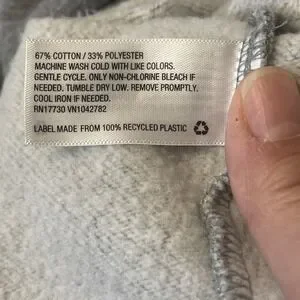 67% COTTON / 33% POLYESTER
MACHINE WASH COLD WITH LIKE COLORS.
GENTLE CYCLE. ONLY NON-CHLORINE BLEACH IF
NEEDED. TUMBLE DRY LOW. REMOVE PROMPTLY.
COOL IRON IF NEEDED.
RN17730 VN1042782
LABEL MADE FROM 100% RECYCLED PLASTIC